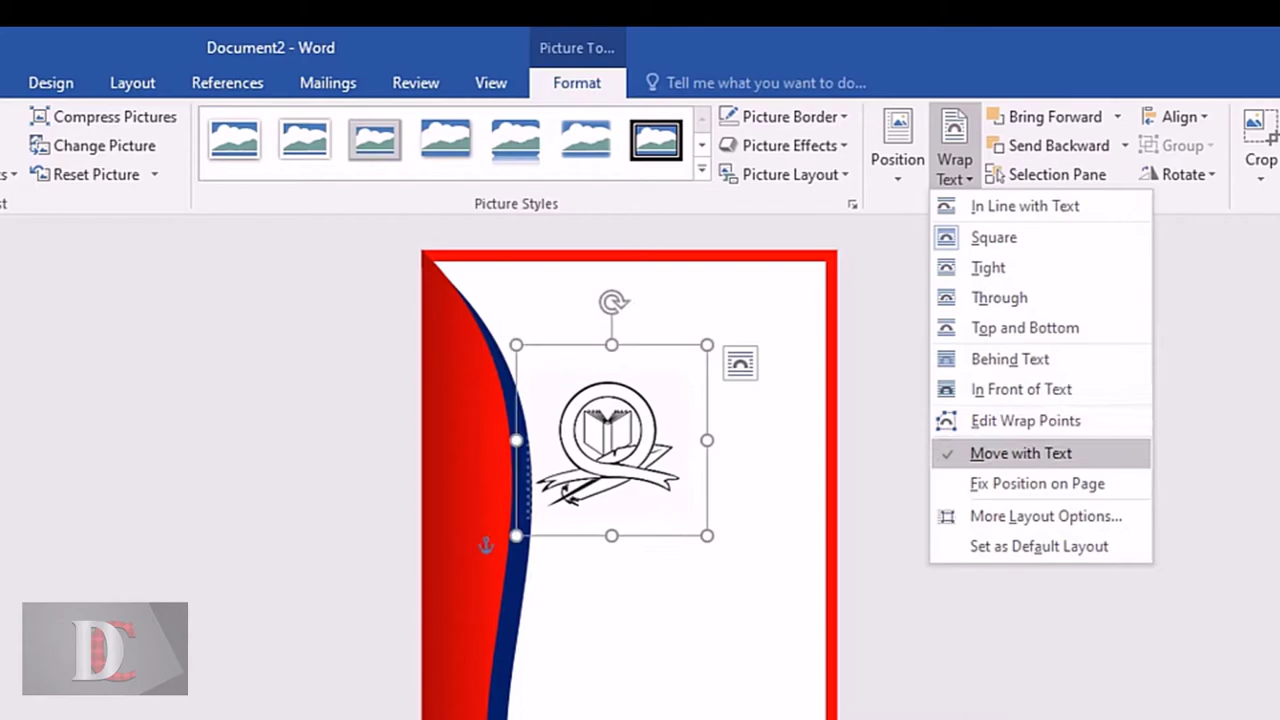 Document2 - Word
Picture To...
Design
Layout
References
Mailings
Review
View
Format
Tell me what you want to do...
Compress Pictures
Change Picture
Reset Picture
Picture Styles
Picture Border
Picture Effects
Picture Layout
Position
Wrap
Text
Bring Forward
Send Backward
Selection Pane
Align
Group
Rotate
Crop
In Line with Text
Square
Tight
Through
Top and Bottom
Behind Text
In Front of Text
Edit Wrap Points
Move with Text
Fix Position on Page
More Layout Options...
Set as Default Layout
DC